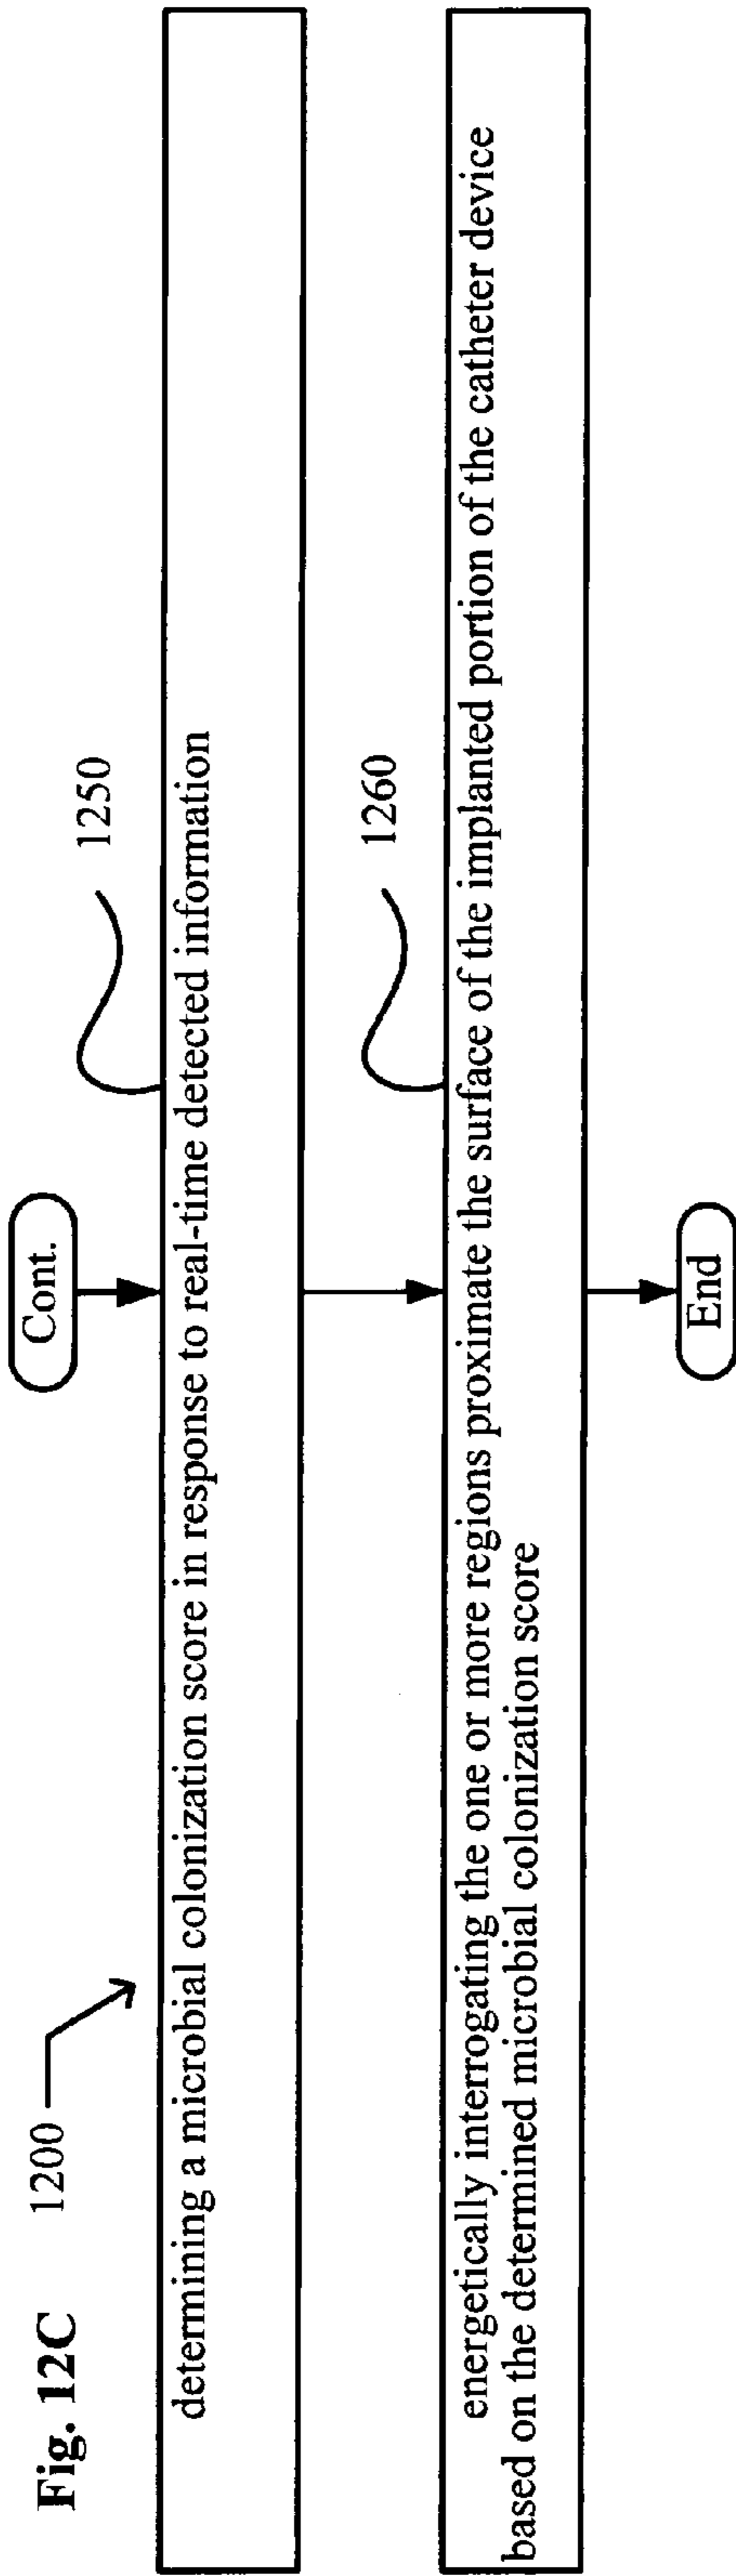 Fig. 12C
1200
Cont.
1250
determining a microbial colonization score in response to real-time detected information
1260
energetically interrogating the one or more regions proximate the surface of the implanted portion of the catheter device
based on the determined microbial colonization score
End